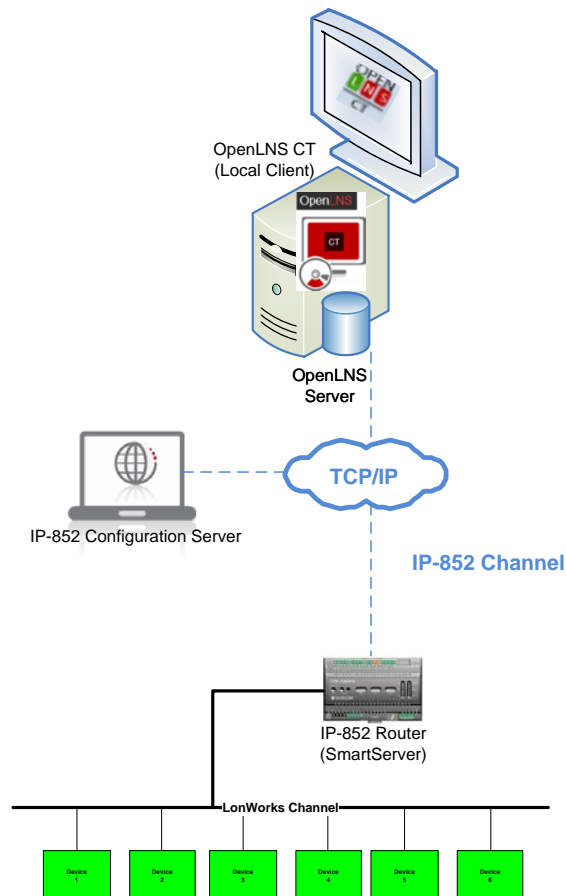 OPEN
LNS
CT
OpenLNS CT
(Local Client)
OpenLNS
CT
OpenLNS
Server
TCP/IP
IP-852 Configuration Server
IP-852 Channel
IP-852 Router
(SmartServer)
LonWorks Channel
Device
1
Device
2
Device
3
Device
4
Device
5
Device
6